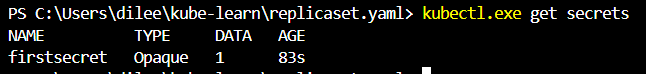 PS C:\Users\dilee\kube-learn\replicaset.yaml> kubectl.exe get secrets
NAME          TYPE     DATA   AGE
firstsecret   Opaque   1      83s